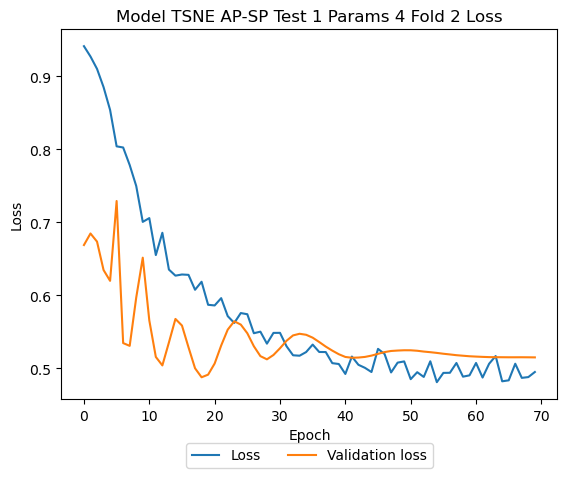 Model TSNE AP-SP Test 1 Params 4 Fold 2 Loss
Loss
0.9
0.8
0.7
0.6
0.5
0 10 20 30 40 50 60 70
Epoch
Loss Validation loss